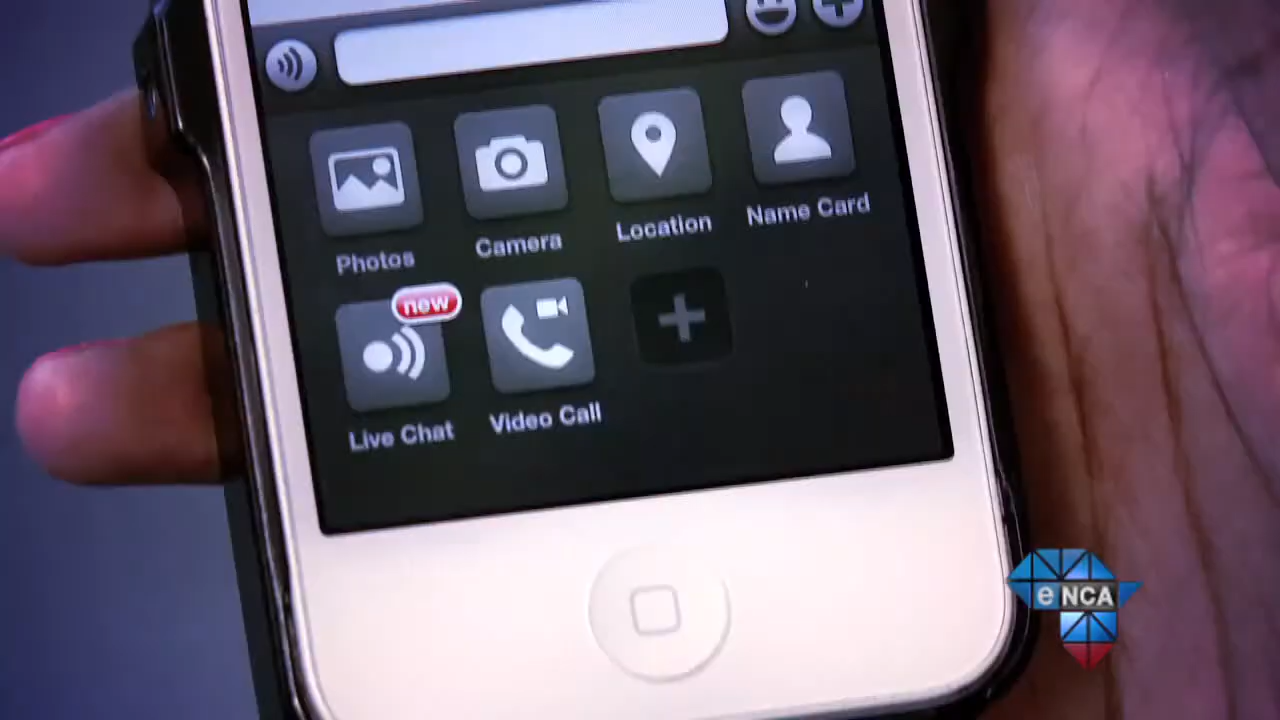 Photos
Camera
Location
Name Card
new
Live Chat
Video Call
eNCA